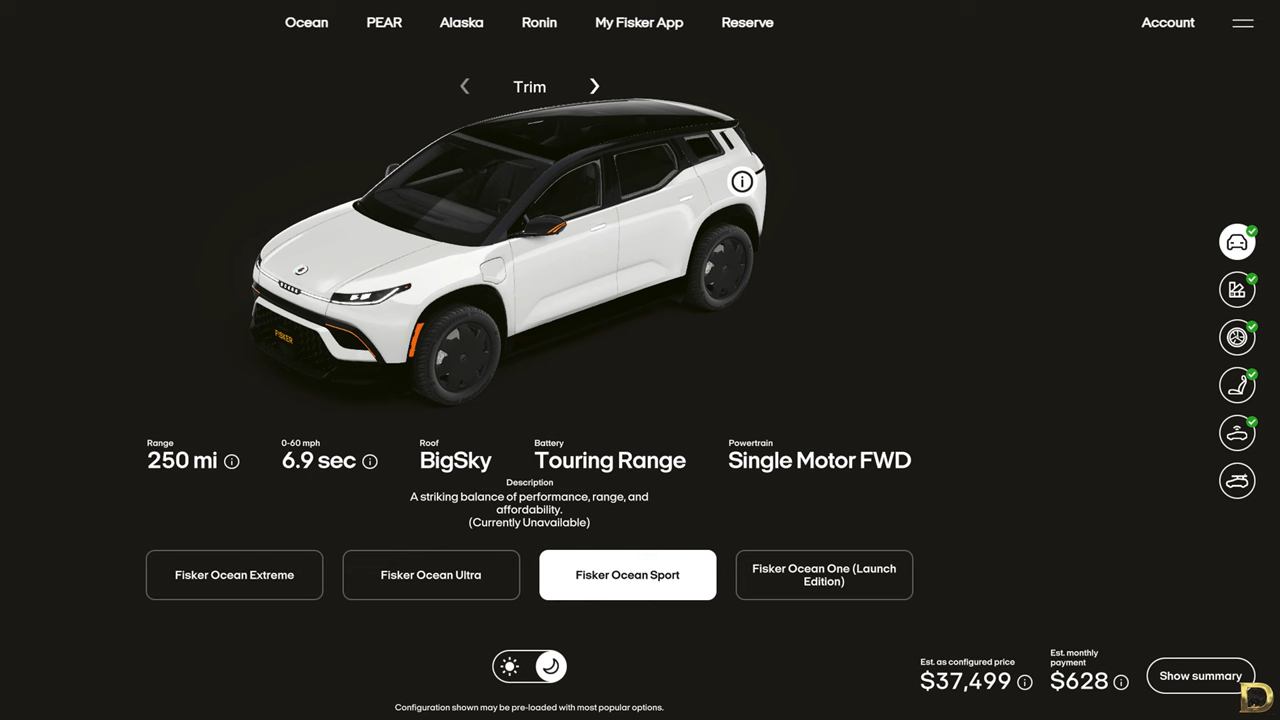 Ocean PEAR Alaska Ronin My Fisker App Reserve Account
Trim
FISKER
Range 0-60 mph Roof Battery Powertrain
250 mi 6.9 sec BigSky Touring Range Single Motor FWD
Description
A striking balance of performance, range, and
affordability.
(Currently Unavailable)
Fisker Ocean Extreme Fisker Ocean Ultra Fisker Ocean Sport Fisker Ocean One (Launch
Edition)
Est. as configured price Est. monthly
payment
$37,499 $628 Show summary
D
Configuration shown may be pre-loaded with most popular options.